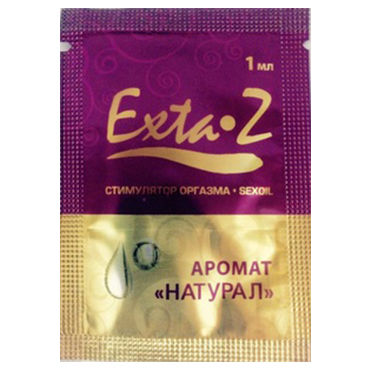 1 мл
Exta•Z
СТИМУЛЯТОР ОРГАЗМА • SEXOIL
АРОМАТ
«НАТУРАЛ»